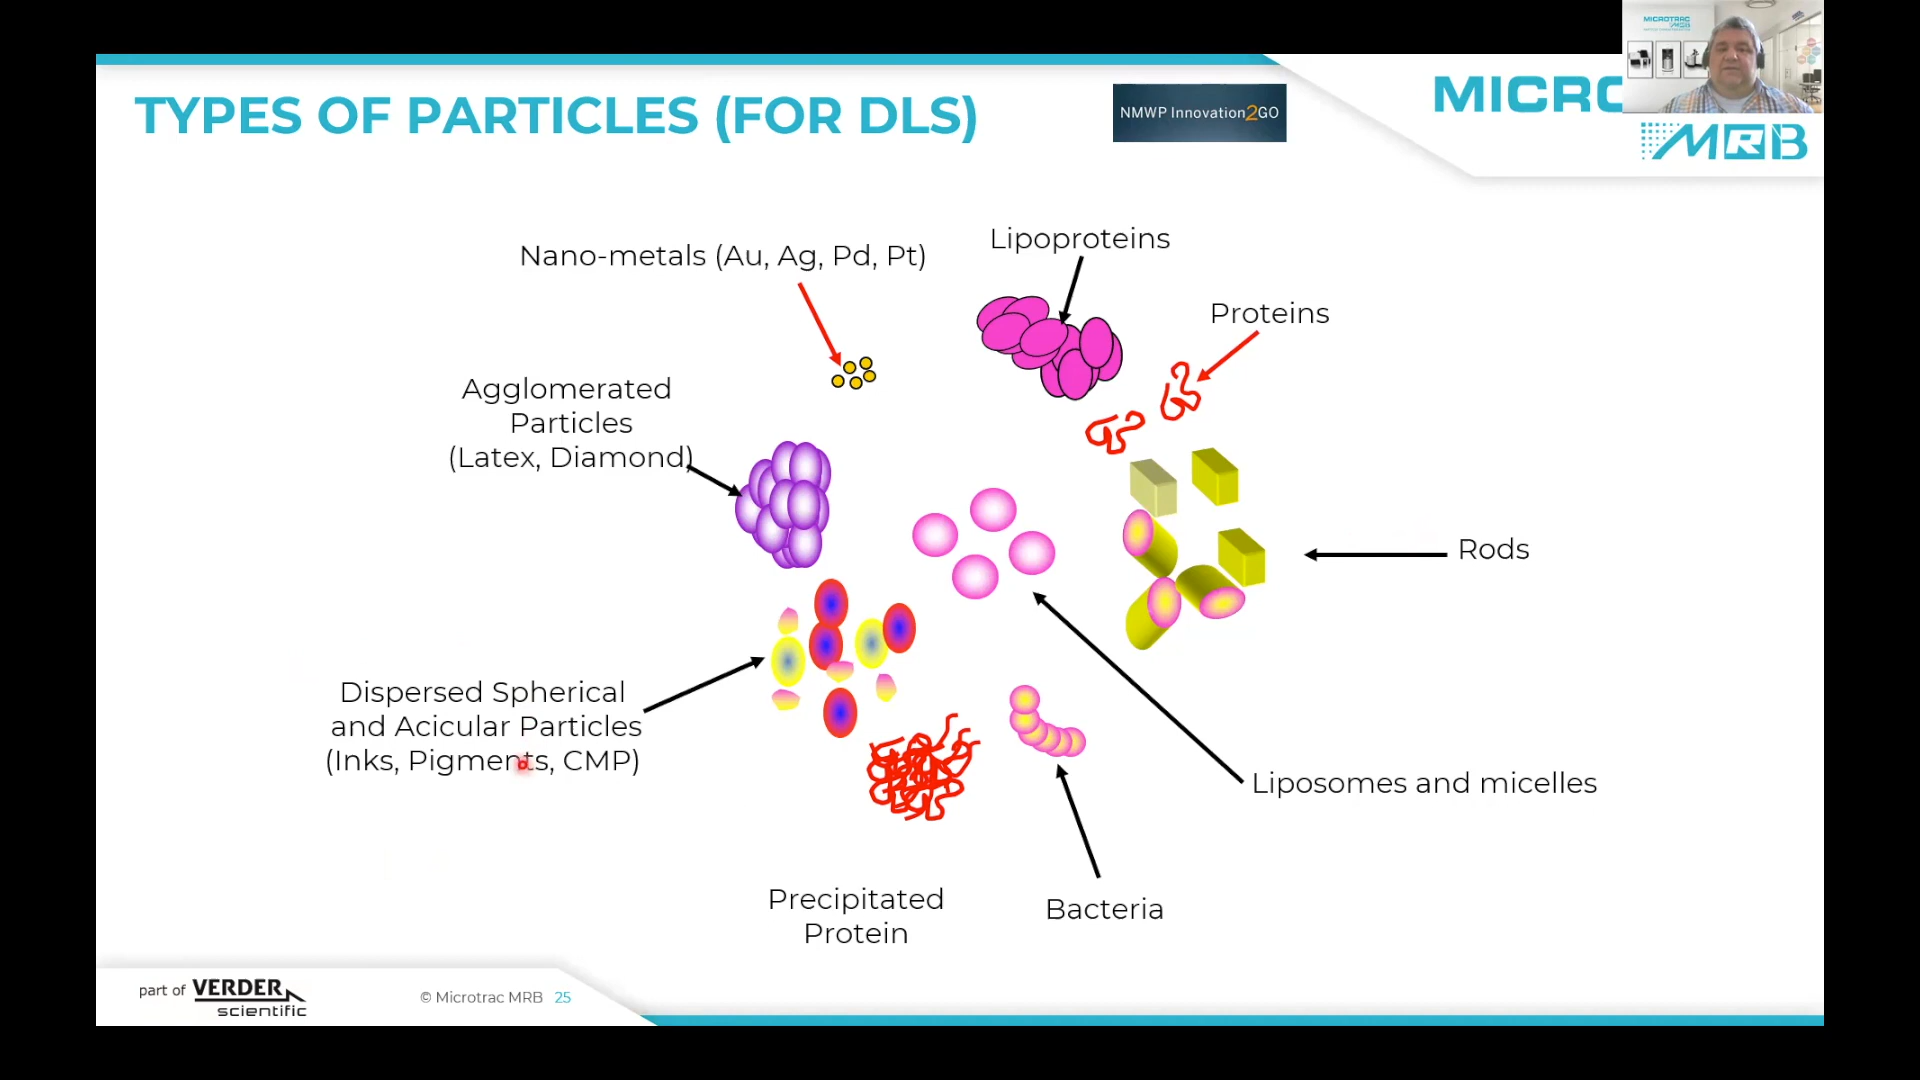 TYPES OF PARTICLES (FOR DLS)
NMWP Innovation2GO
MICRO
MICROTRAC
MRB
Lipoproteins
Nano-metals (Au, Ag, Pd, Pt)
Proteins
Agglomerated
Particles
(Latex, Diamond)
Rods
Dispersed Spherical
and Acicular Particles
(Inks, Pigments, CMP)
Liposomes and micelles
Precipitated
Protein
Bacteria
part of VERDER
scientific
© Microtrac MRB 25